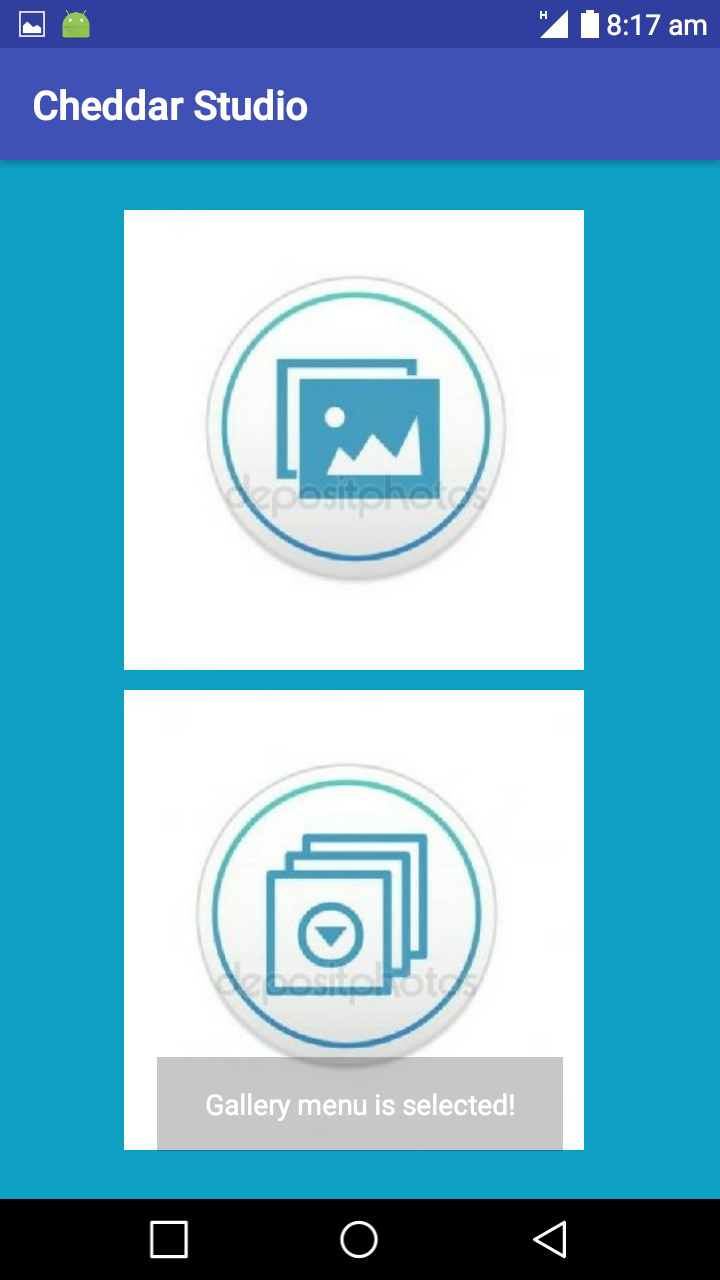 H 8:17 am
Cheddar Studio
depositphotos
depositphotos
Gallery menu is selected!